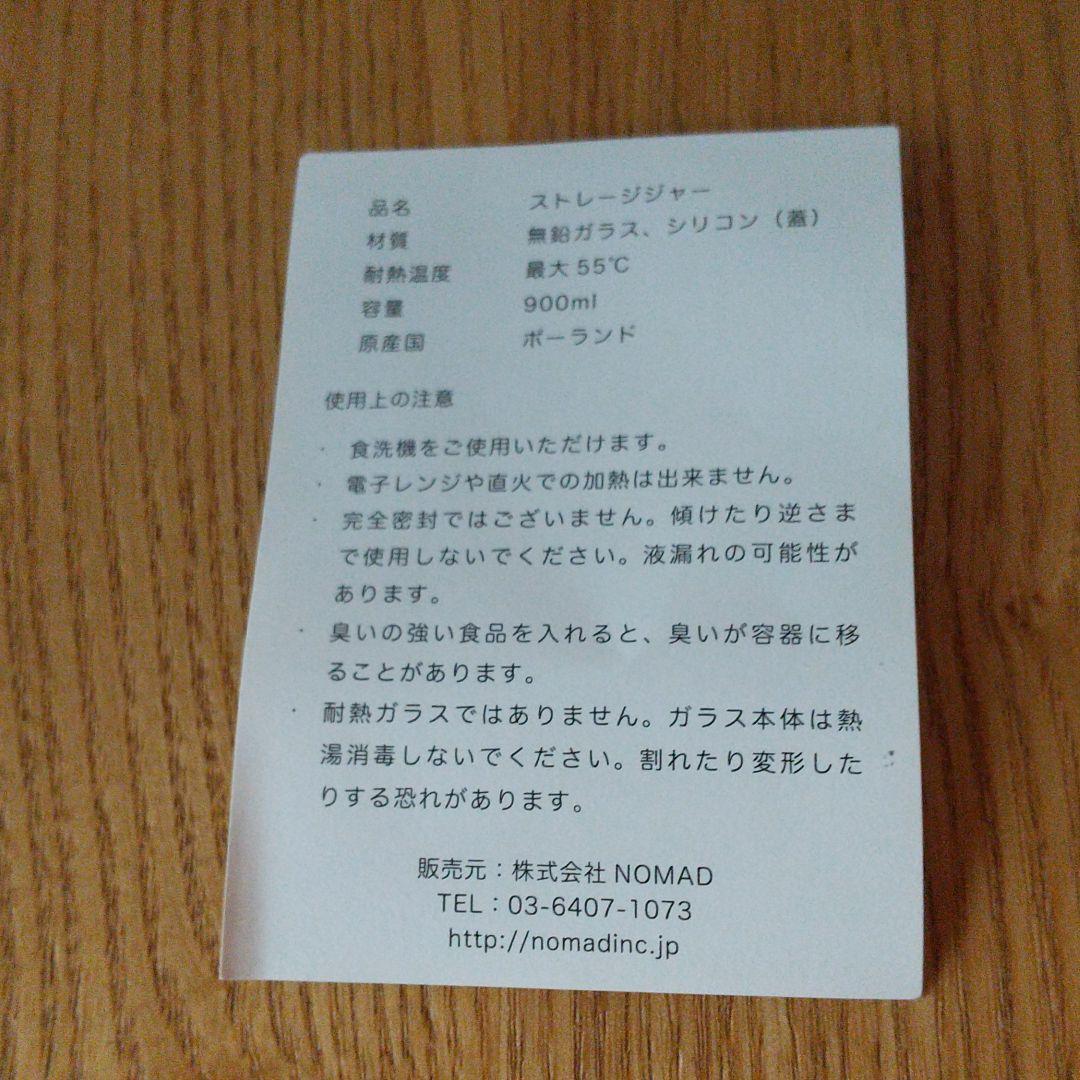 品名 ストレージジャー
材質 無鉛ガラス、シリコン（蓋）
耐熱温度 最大 55℃
容量 900ml
原産国 ポーランド
使用上の注意
· 食洗機をご使用いただけます。
· 電子レンジや直火での加熱は出来ません。
· 完全密封ではございません。傾けたり逆さま
で使用しないでください。液漏れの可能性が
あります。
· 臭いの強い食品を入れると、臭いが容器に移
ることがあります。
· 耐熱ガラスではありません。ガラス本体は熱
湯消毒しないでください。割れたり変形した
りする恐れがあります。
販売元：株式会社 NOMAD
TEL：03-6407-1073
http://nomadinc.jp